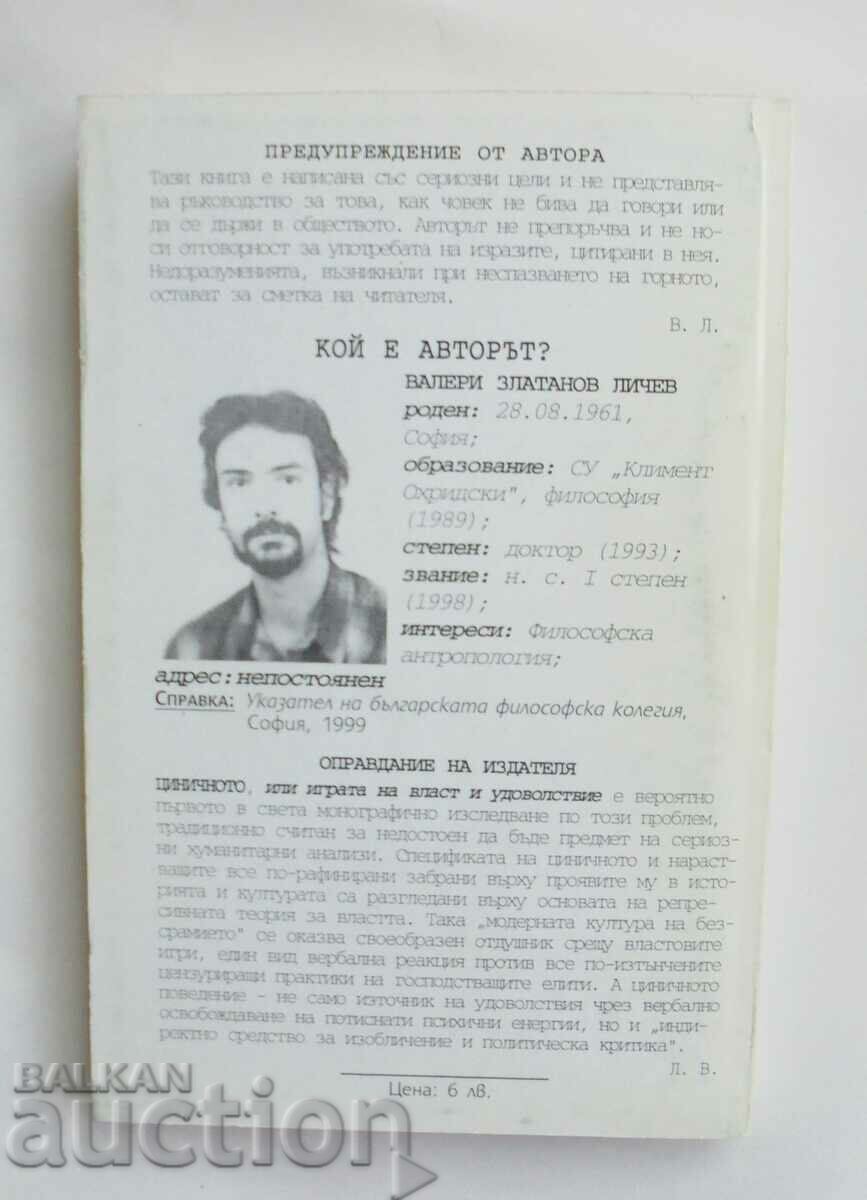 ПРЕДУПРЕЖДЕНИЕ ОТ АВТОРА
Тази книга е написана със сериозни цели и не представля-
ва ръководство за това, как човек не бива да говори или
да се държи в обществото. Авторът не препоръчва и не но-
си отговорност за употребата на изразите, цитирани в нея.
Недоразуменията, възникнали при неспазването на горното,
остават за сметка на читателя.
В. Л.
КОЙ Е АВТОРЪТ?
ВАЛЕРИ ЗЛАТАНОВ ЛИЧЕВ
роден: 28.08.1961,
София;
образование: СУ „Климент
Охридски", философия
(1989);
степен: доктор (1993);
звание: н. с. I степен
(1998);
интереси: Философска
антропология;
адрес: непостоянен
СПРАВКА: Указател на българската философска колегия,
София, 1999
ОПРАВДАНИЕ НА ИЗДАТЕЛЯ
ЦИНИЧНОТО, или играта на власт и удоволствие е вероятно
първото в света монографично изследване по този проблем,
традиционно считан за недостоен да бъде предмет на сериоз-
ни хуманитарни анализи. Спецификата на циничното и нараст-
ващите все по-рафинирани забрани върху проявите му в исто-
рията и културата са разгледани върху основата на репре-
сивната теория за властта. Така „модерната култура на без-
срамието" се оказва своеобразен отдушник срещу властовите
игри, един вид вербална реакция против все по-изтънчените
цензуриращи практики на господстващите елити. А циничното
поведение - не само източник на удоволствия чрез вербално
освобождаване на потиснати психични енергии, но и „инди-
ректно средство за изобличение и политическа критика".
Л. В.
Цена: 6 лв.
BALKAN
auction